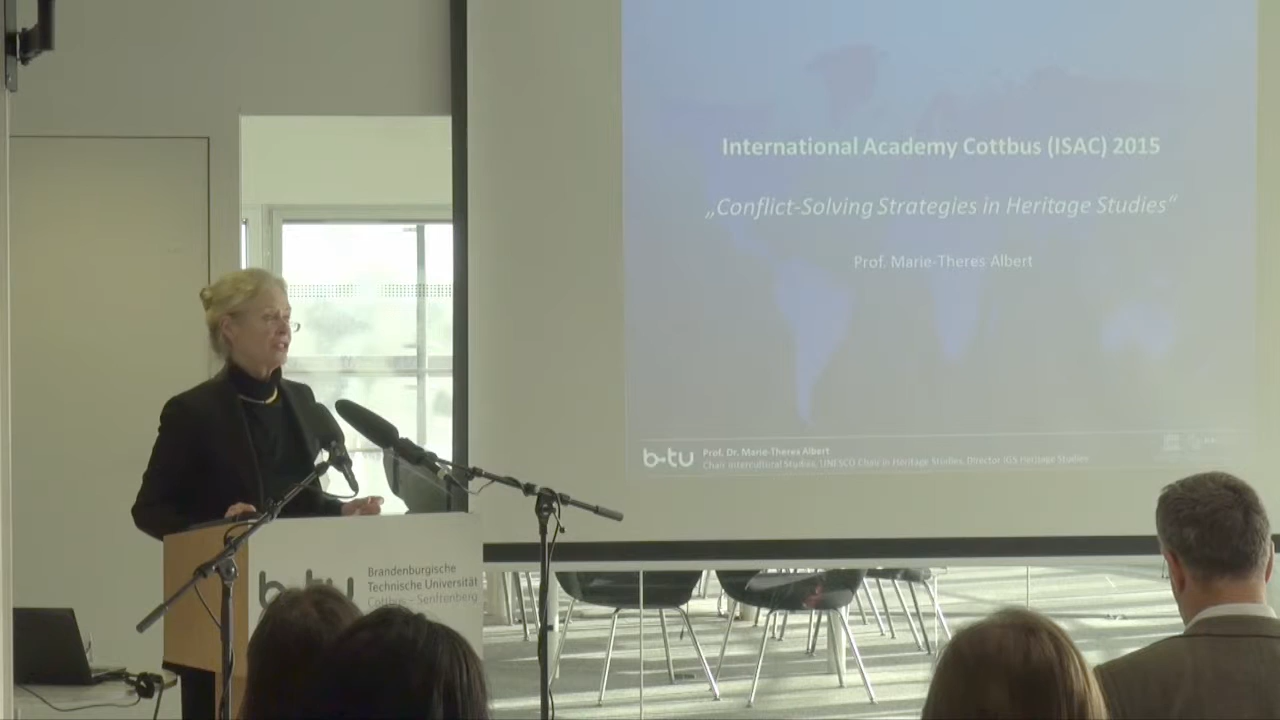 International Academy Cottbus (ISAC) 2015
„Conflict-Solving Strategies in Heritage Studies“
Prof. Marie-Theres Albert
b-tu
Prof. Dr. Marie-Theres Albert
Chair Intercultural Studies, UNESCO Chair in Heritage Studies, Director IGS Heritage Studies
b-tu
Brandenburgische
Technische Universität
Cottbus – Senftenberg